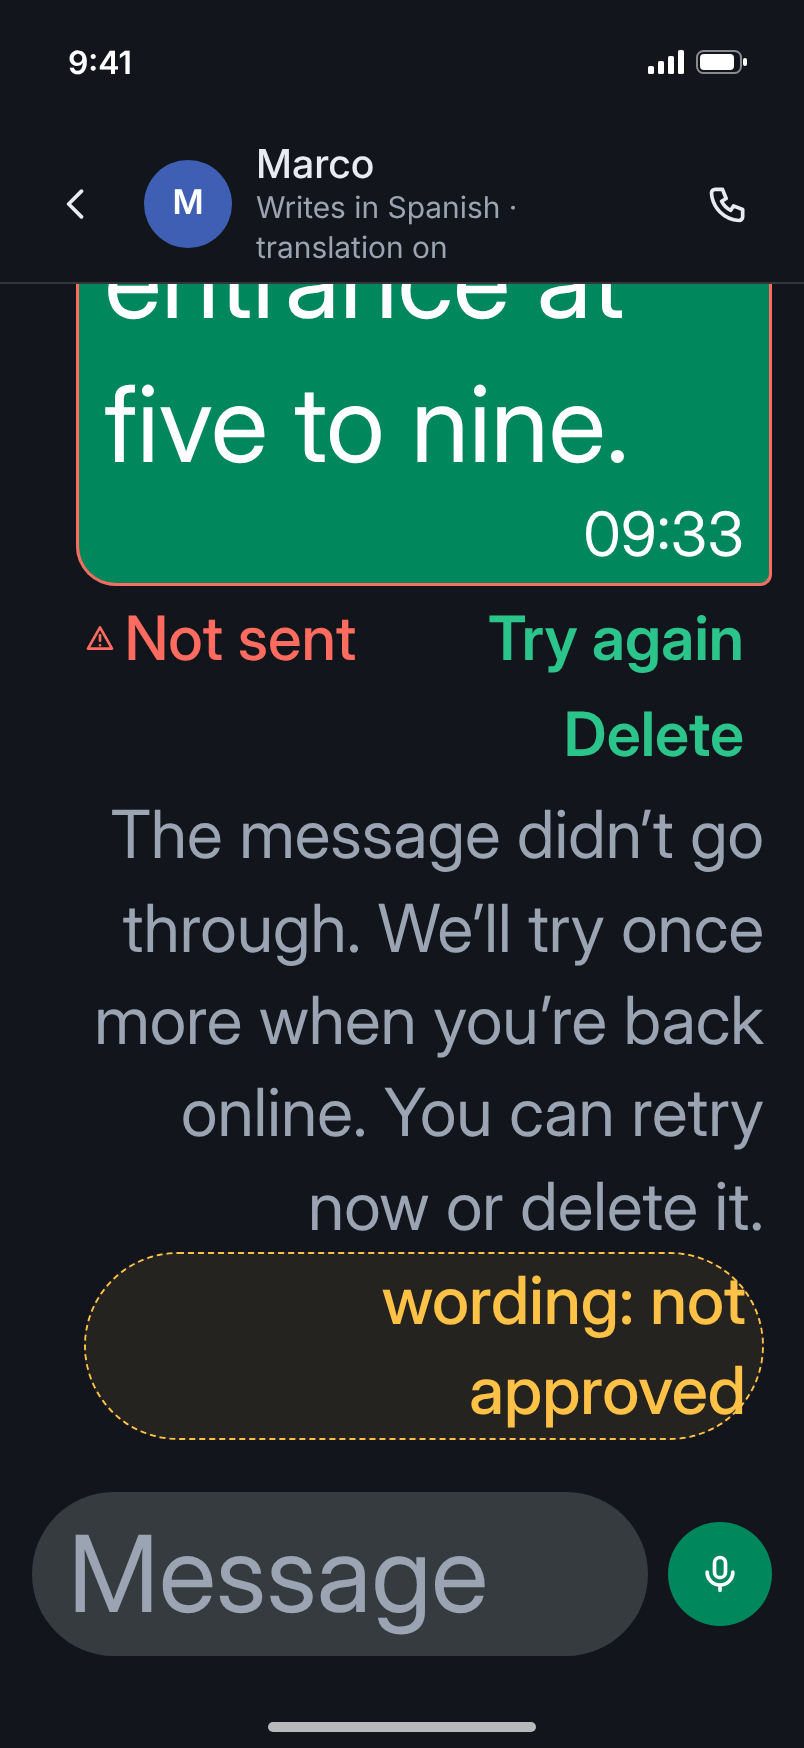 9:41
M
Marco
Writes in Spanish ·
translation on
entrance at
five to nine.
09:33
Not sent
Try again
Delete
The message didn’t go
through. We’ll try once
more when you’re back
online. You can retry
now or delete it.
wording: not
approved
Message